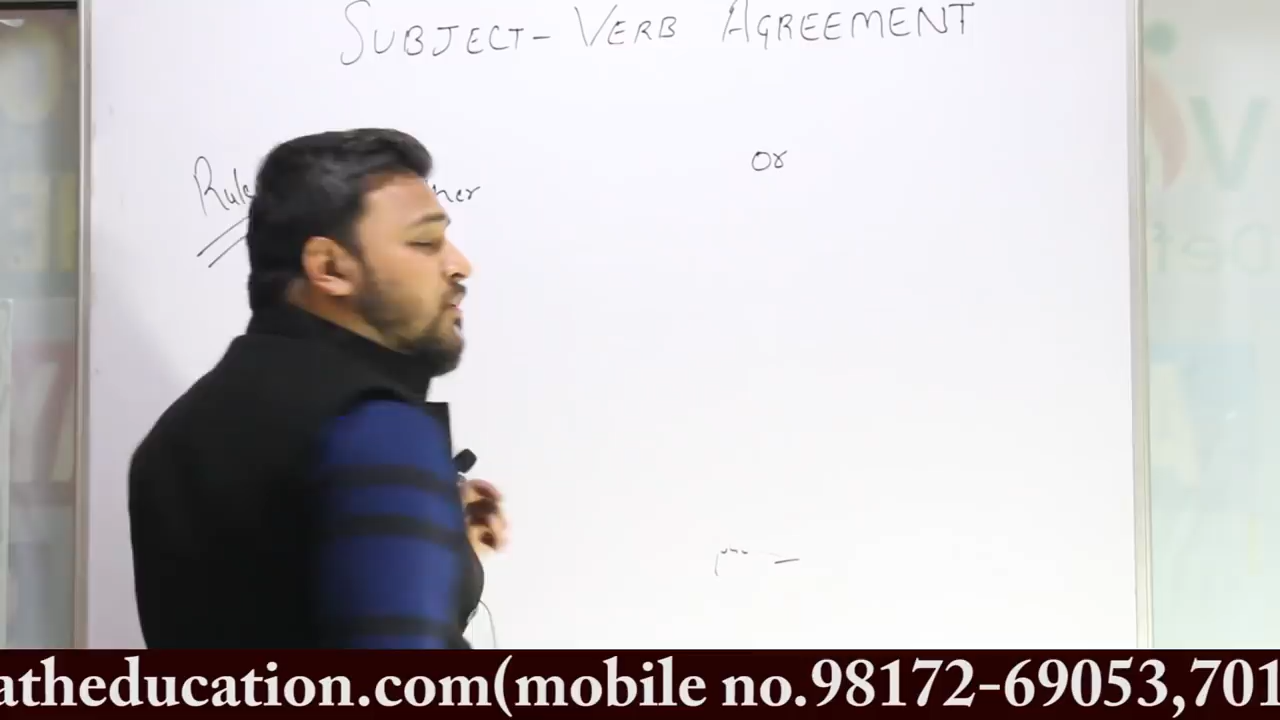 SUBJECT-VERB AGREEMENT
or
Rule
atheducation.com(mobile no.98172-69053,701